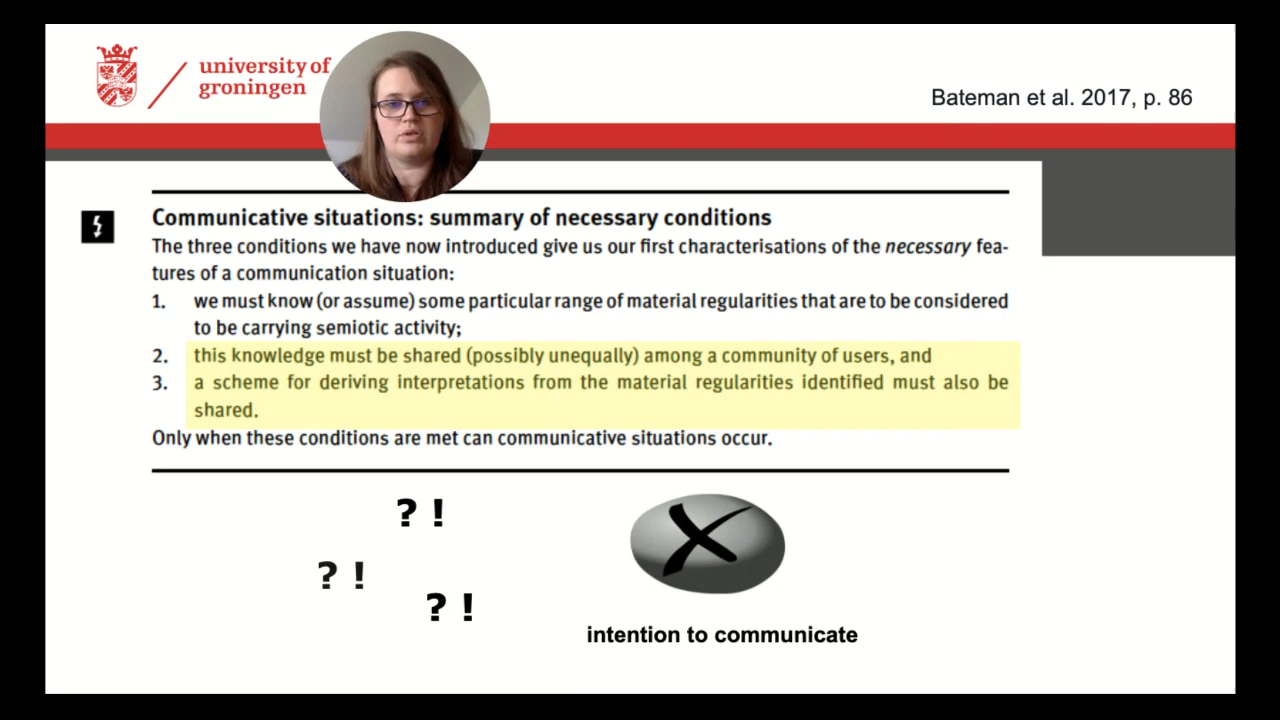 university of
groningen
Bateman et al. 2017, p. 86
Communicative situations: summary of necessary conditions
The three conditions we have now introduced give us our first characterisations of the necessary fea-
tures of a communication situation:
1. we must know (or assume) some particular range of material regularities that are to be considered
to be carrying semiotic activity;
2. this knowledge must be shared (possibly unequally) among a community of users, and
3. a scheme for deriving interpretations from the material regularities identified must also be
shared.
Only when these conditions are met can communicative situations occur.
? !
? !
? !
intention to communicate